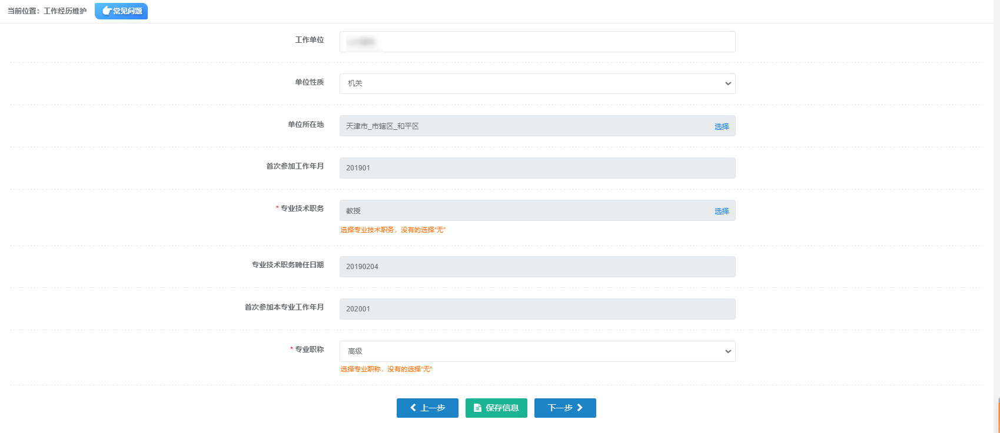 当前位置：工作经历维护 常见问题
工作单位
单位性质 机关
单位所在地 天津市_市辖区_和平区 选择
首次参加工作年月 201901
* 专业技术职务 教授 选择
选择专业技术职务，没有的选择“无”
专业技术职务聘任日期 20190204
首次参加本专业工作年月 202001
* 专业职称 高级
选择专业职称，没有的选择“无”
上一步 保存信息 下一步